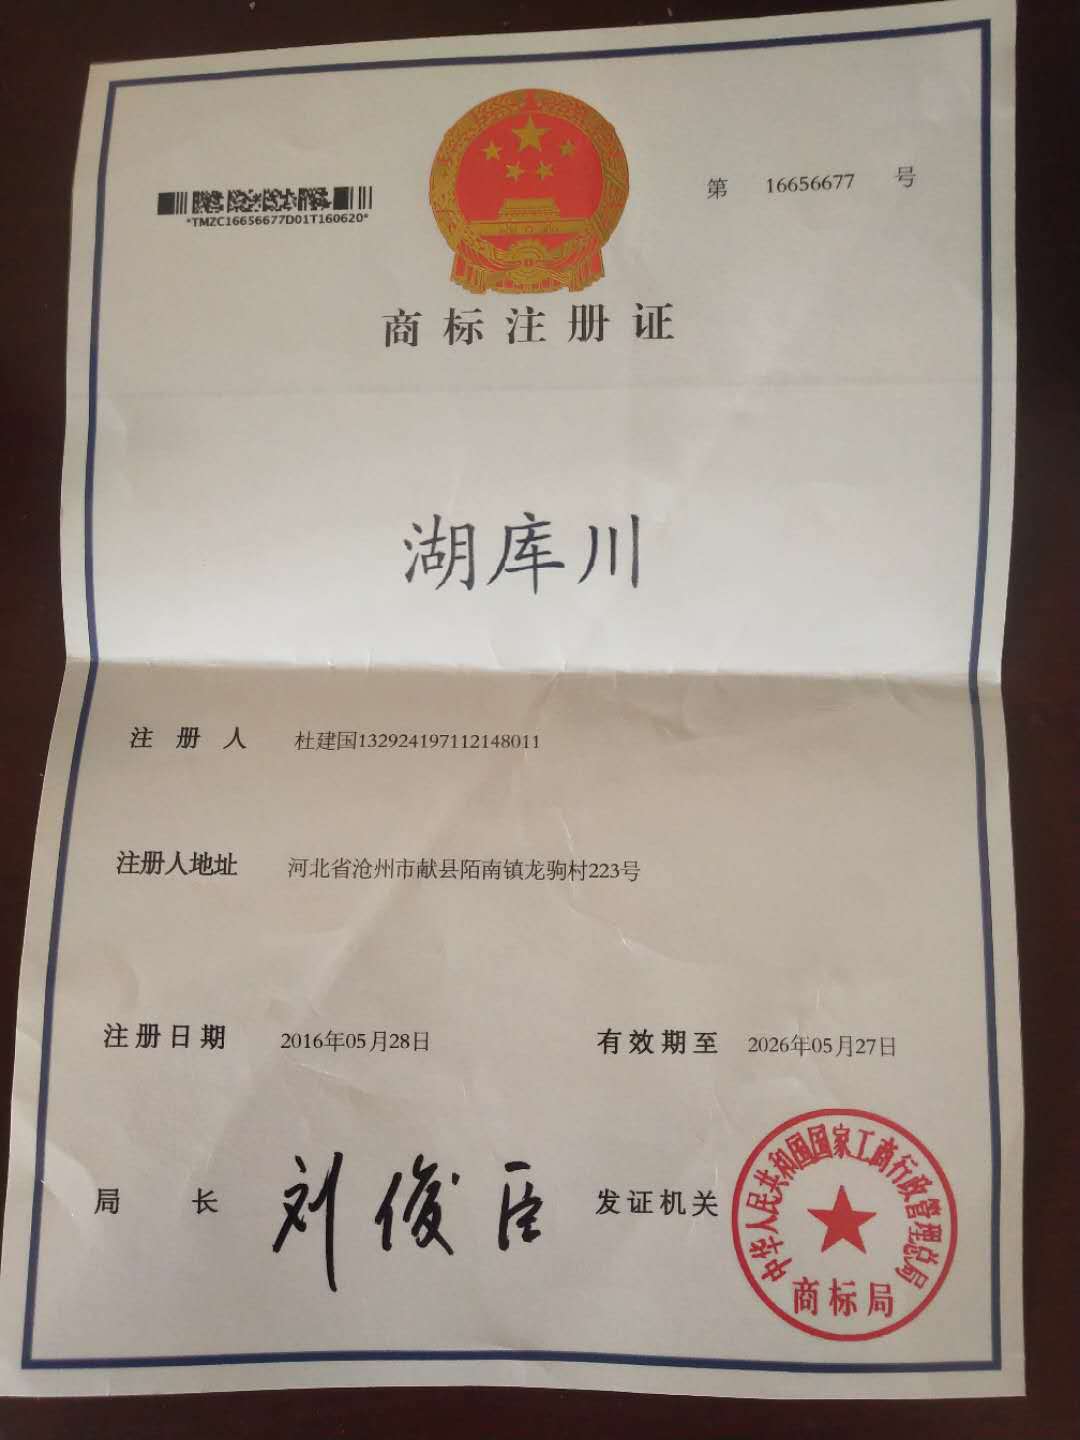 *TMZC16656677D01T160620*
第 16656677 号
商标注册证
湖库川
注册人 杜建国132924197112148011
注册人地址 河北省沧州市献县陌南镇龙驹村223号
注册日期 2016年05月28日 有效期至 2026年05月27日
局长 刘俊臣 发证机关
中华人民共和国国家工商行政管理总局
商标局